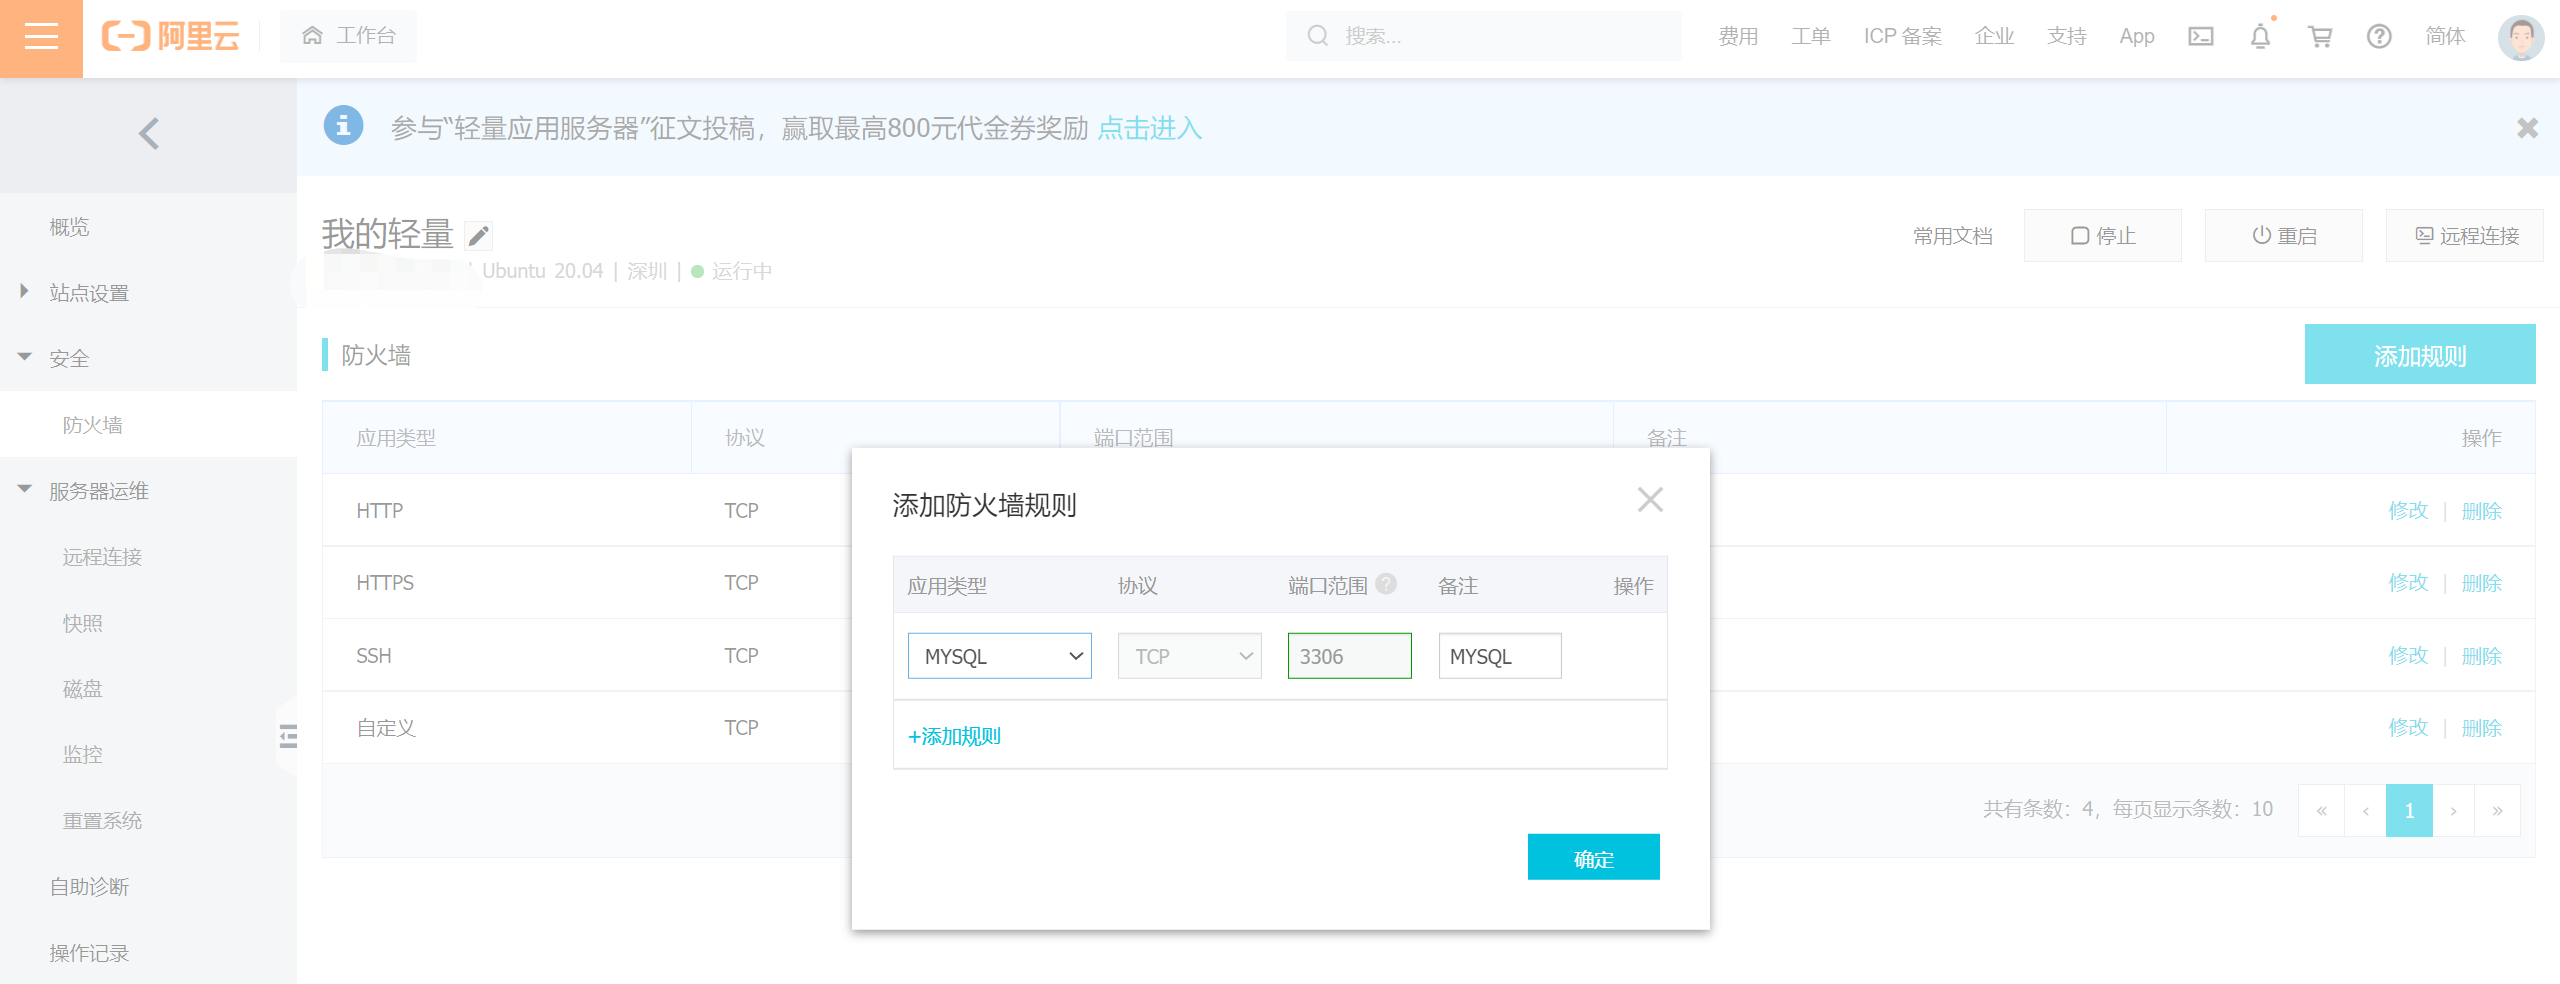 阿里云
工作台
搜索...
费用 工单 ICP 备案 企业 支持 App 简体
参与“轻量应用服务器”征文投稿，赢取最高800元代金券奖励 点击进入
概览
站点设置
安全
防火墙
服务器运维
远程连接
快照
磁盘
监控
重置系统
自助诊断
操作记录
我的轻量
Ubuntu 20.04 | 深圳 | 运行中
常用文档 停止 重启 远程连接
防火墙
添加规则
应用类型 协议 端口范围 备注 操作
HTTP TCP 修改 | 删除
HTTPS TCP 修改 | 删除
SSH TCP 修改 | 删除
自定义 TCP 修改 | 删除
共有条数：4，每页显示条数：10 « ‹ 1 › »
添加防火墙规则
应用类型 协议 端口范围 ? 备注 操作
MYSQL TCP 3306 MYSQL
+添加规则
确定